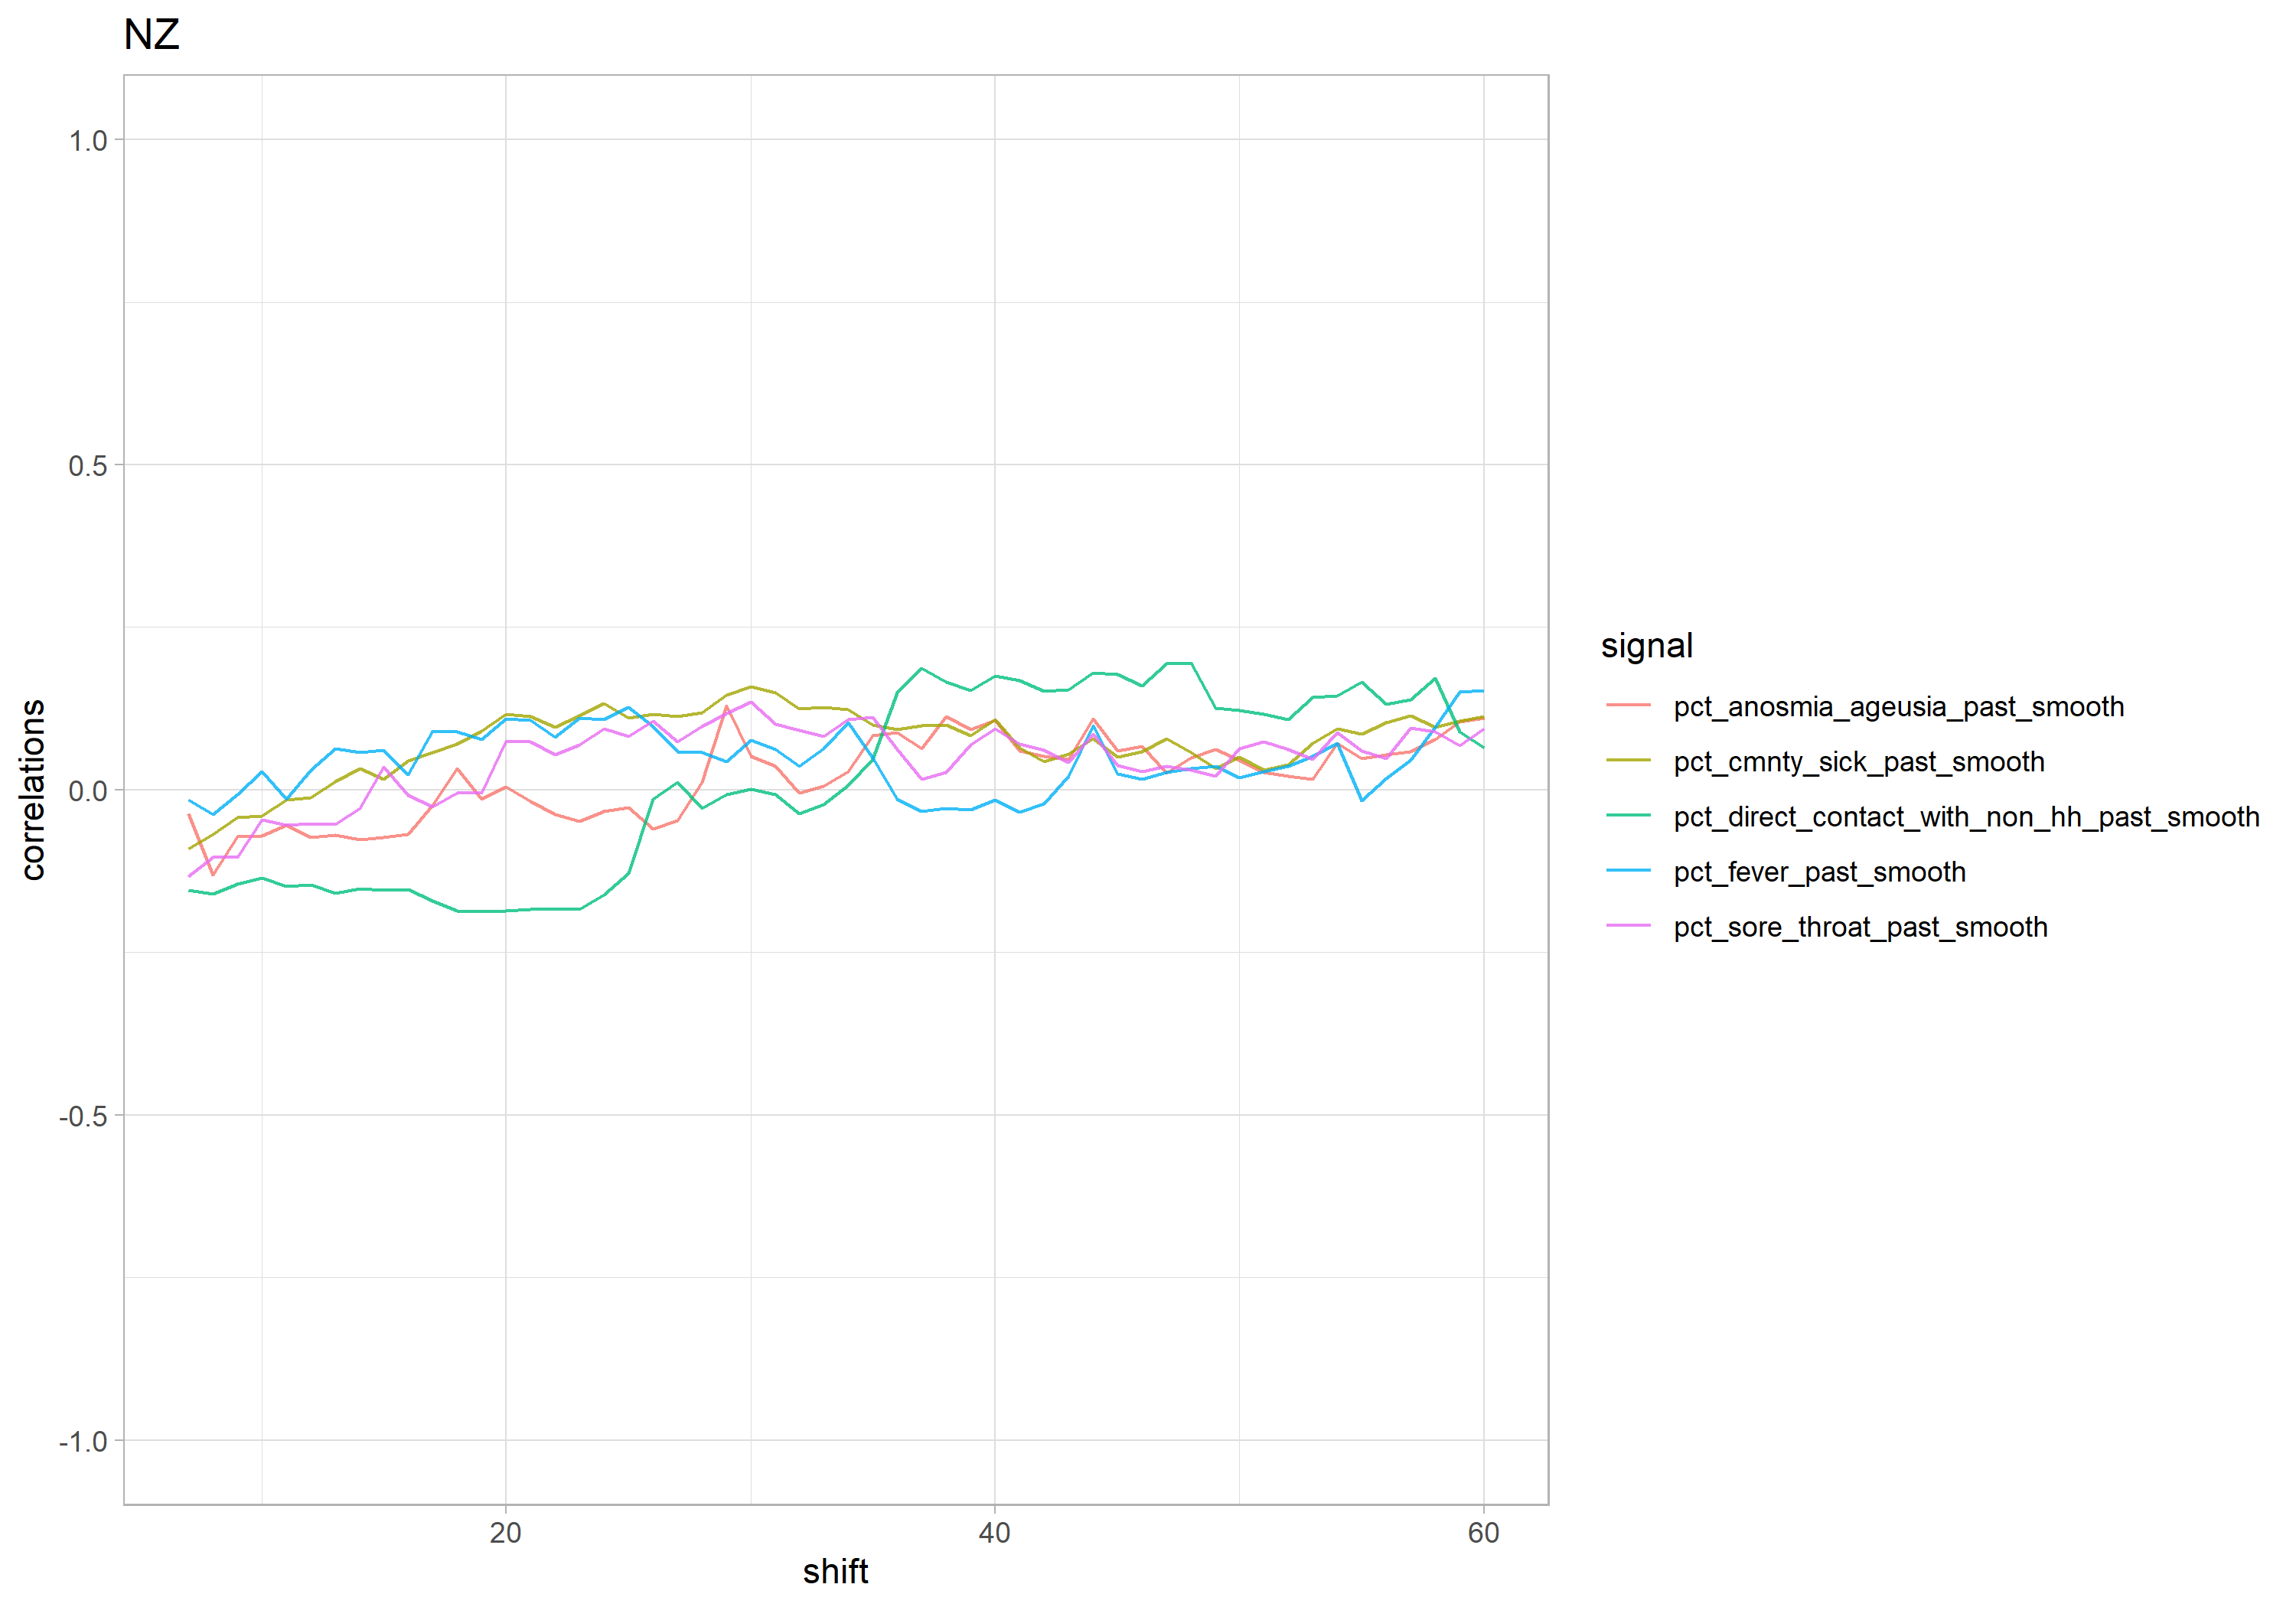 NZ
1.0
0.5
0.0
-0.5
-1.0
correlations
20 40 60
shift
signal
pct_anosmia_ageusia_past_smooth
pct_cmnty_sick_past_smooth
pct_direct_contact_with_non_hh_past_smooth
pct_fever_past_smooth
pct_sore_throat_past_smooth